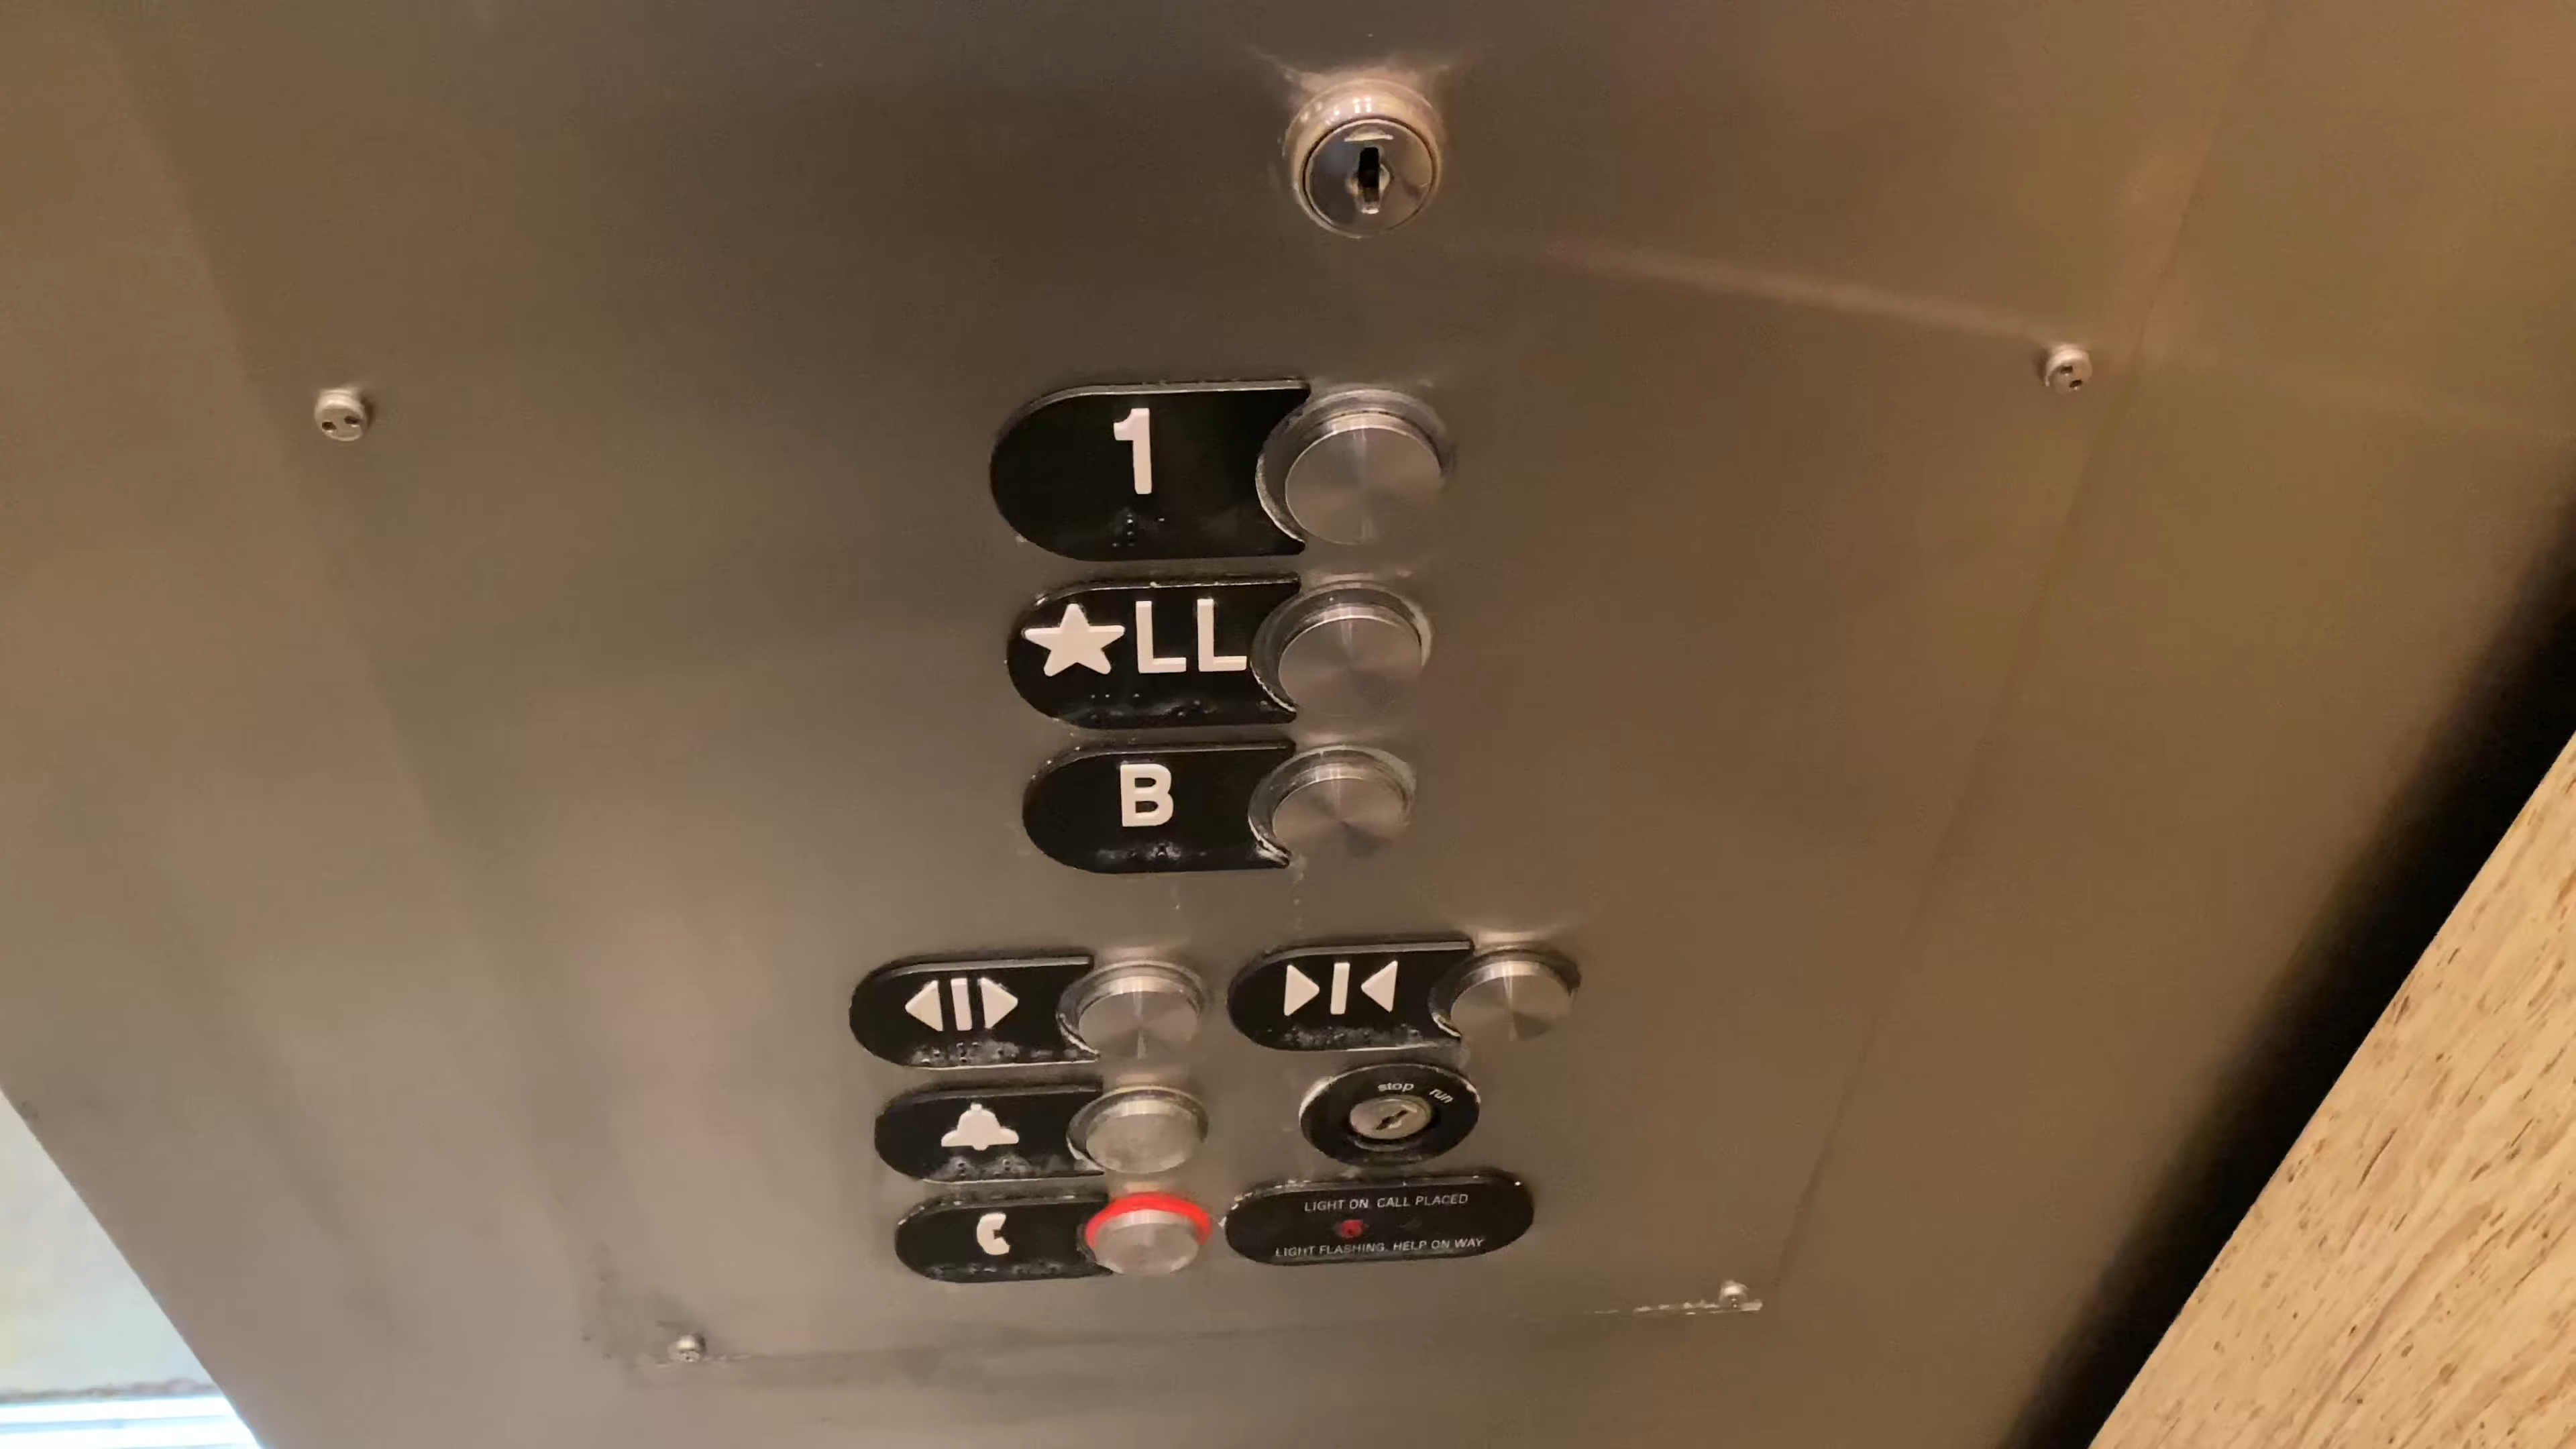 1
★LL
B
stop run
LIGHT ON, CALL PLACED
LIGHT FLASHING, HELP ON WAY